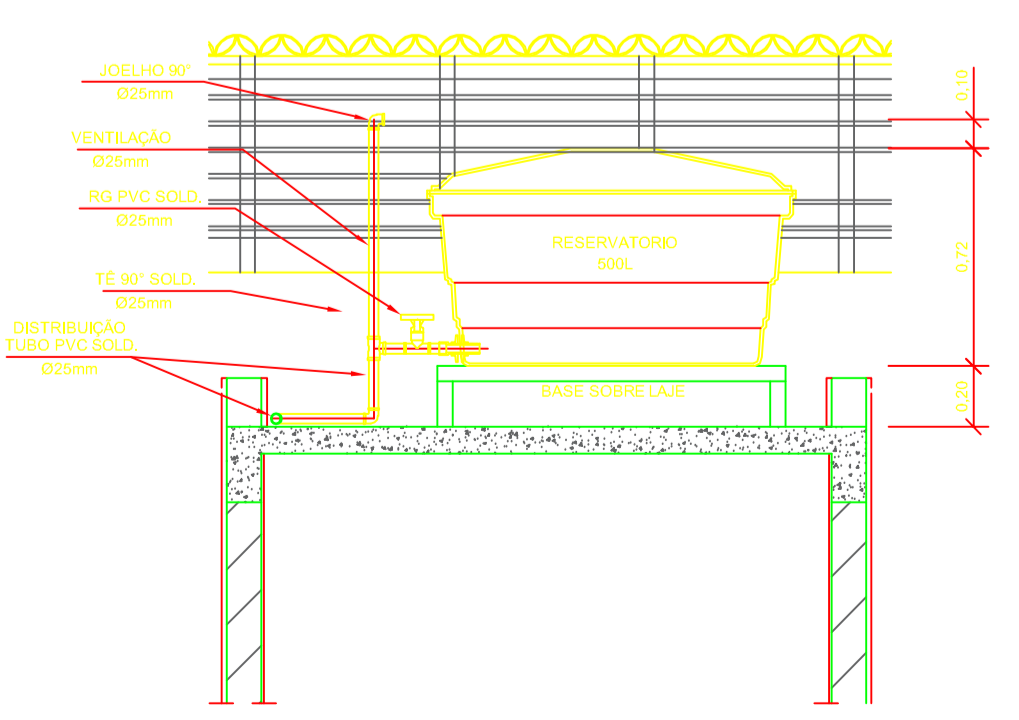 JOELHO 90°
Ø25mm
VENTILAÇÃO
Ø25mm
RG PVC SOLD.
Ø25mm
TÊ 90° SOLD.
Ø25mm
DISTRIBUIÇÃO
TUBO PVC SOLD.
Ø25mm
RESERVATORIO
500L
BASE SOBRE LAJE
0,10
0,72
0,20